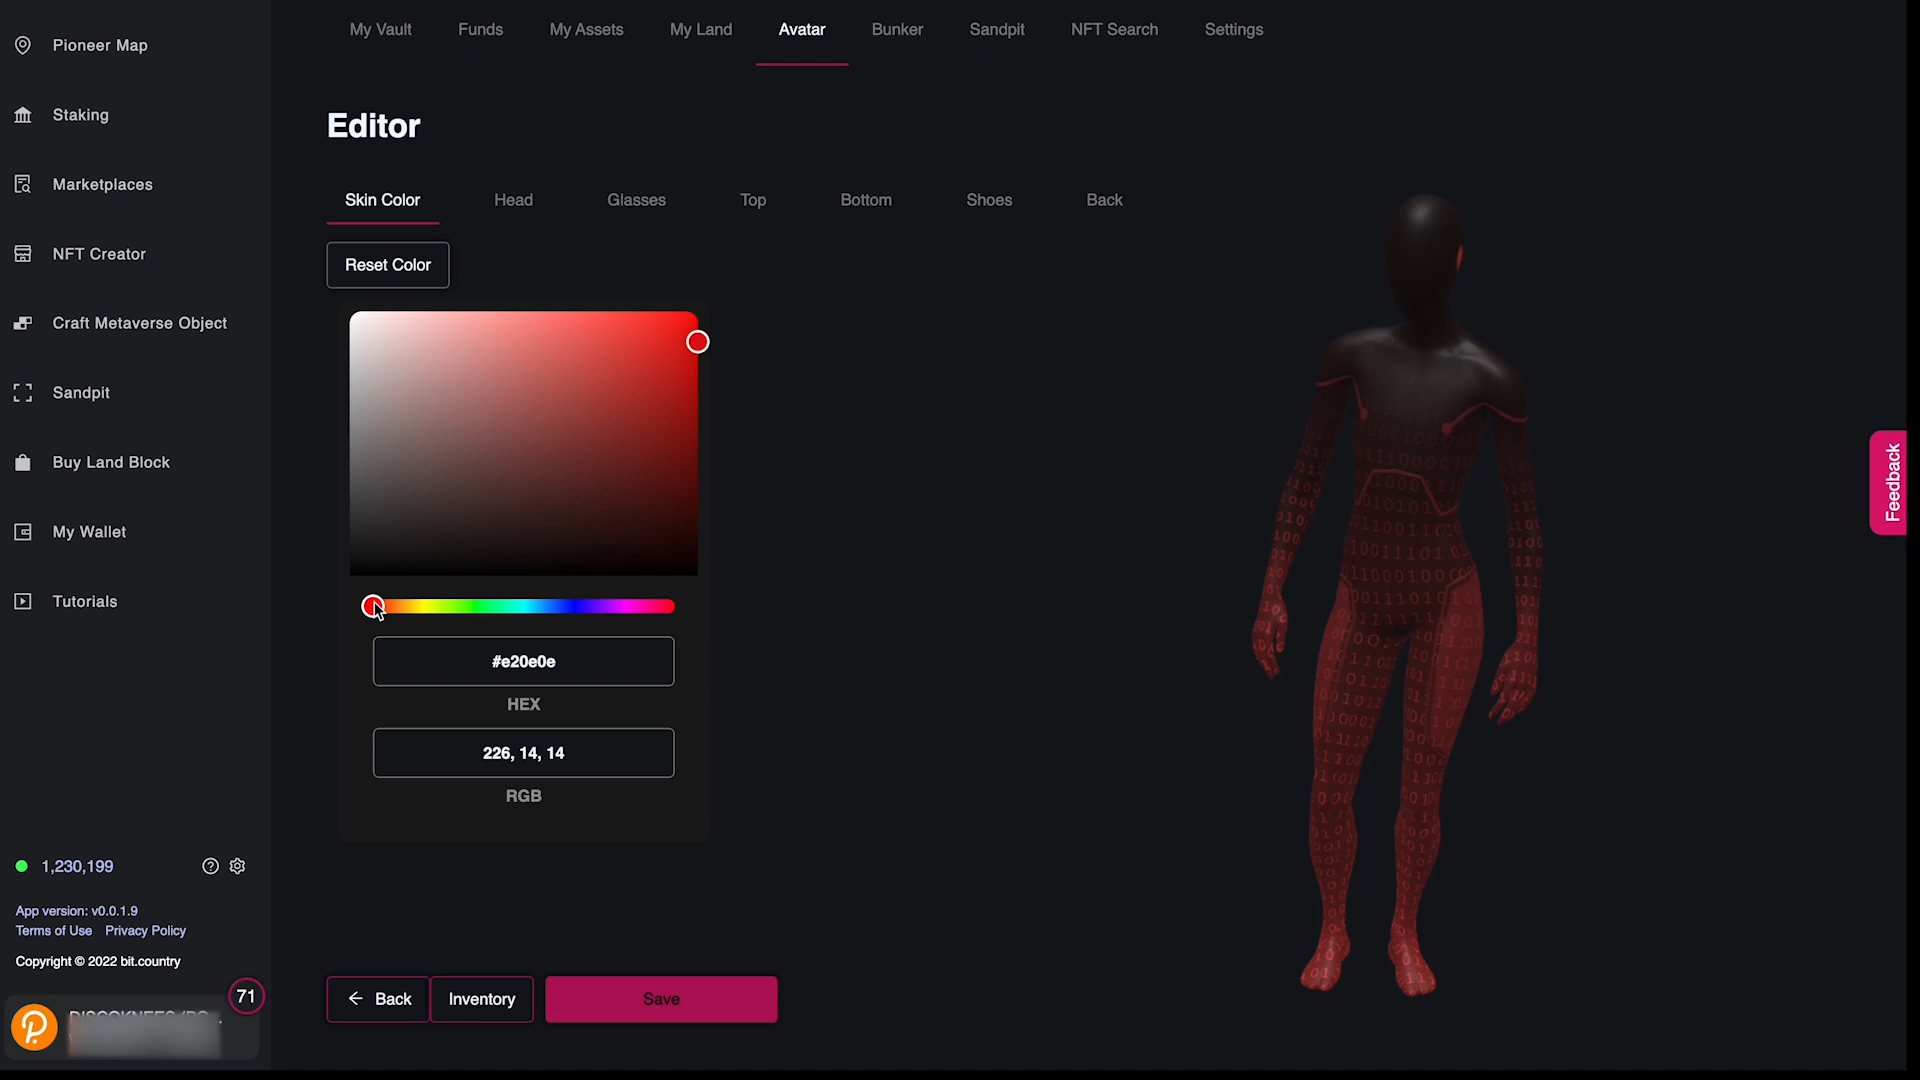 Pioneer Map
Staking
Marketplaces
NFT Creator
Craft Metaverse Object
Sandpit
Buy Land Block
My Wallet
Tutorials
1,230,199
App version: v0.0.1.9
Terms of Use Privacy Policy
Copyright © 2022 bit.country
71
My Vault Funds My Assets My Land Avatar Bunker Sandpit NFT Search Settings
Editor
Skin Color Head Glasses Top Bottom Shoes Back
Reset Color
#e20e0e
HEX
226, 14, 14
RGB
Back Inventory Save
Feedback